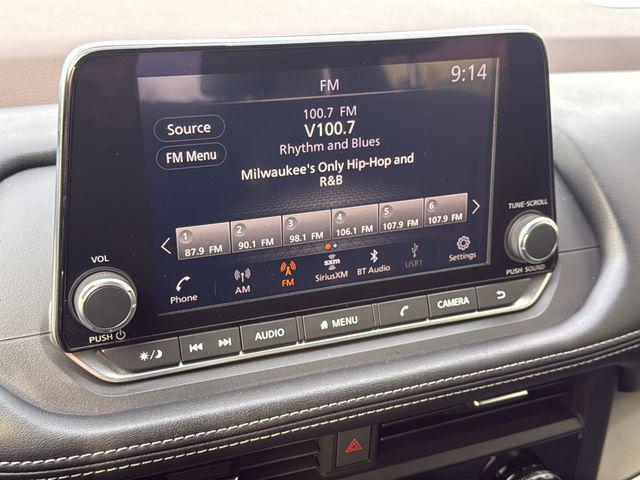 FM
9:14
100.7 FM
V100.7
Rhythm and Blues
Milwaukee's Only Hip-Hop and
R&B
Source
FM Menu
1 87.9 FM
2 90.1 FM
3 98.1 FM
4 106.1 FM
5 107.9 FM
6 107.9 FM
Phone
AM
FM
sxm
SiriusXM
BT Audio
USB1
Settings
VOL
PUSH
TUNE·SCROLL
PUSH SOUND
AUDIO
MENU
CAMERA